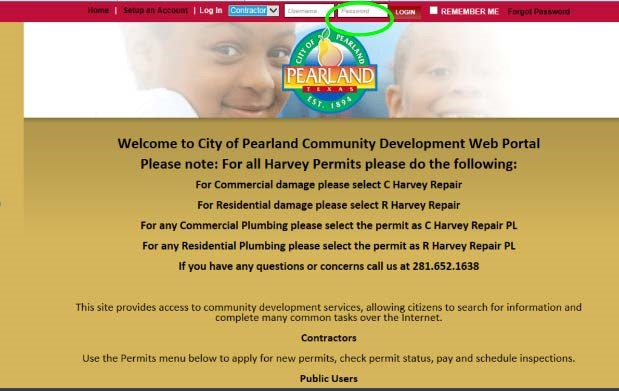 Home | Setup an Account | Log In Contractor Username Password LOGIN REMEMBER ME Forgot Password
CITY OF PEARLAND
PEARLAND
TEXAS
EST. 1894
Welcome to City of Pearland Community Development Web Portal
Please note: For all Harvey Permits please do the following:
For Commercial damage please select C Harvey Repair
For Residential damage please select R Harvey Repair
For any Commercial Plumbing please select the permit as C Harvey Repair PL
For any Residential Plumbing please select the permit as R Harvey Repair PL
If you have any questions or concerns call us at 281.652.1638
This site provides access to community development services, allowing citizens to search for information and
complete many common tasks over the Internet.
Contractors
Use the Permits menu below to apply for new permits, check permit status, pay and schedule inspections.
Public Users